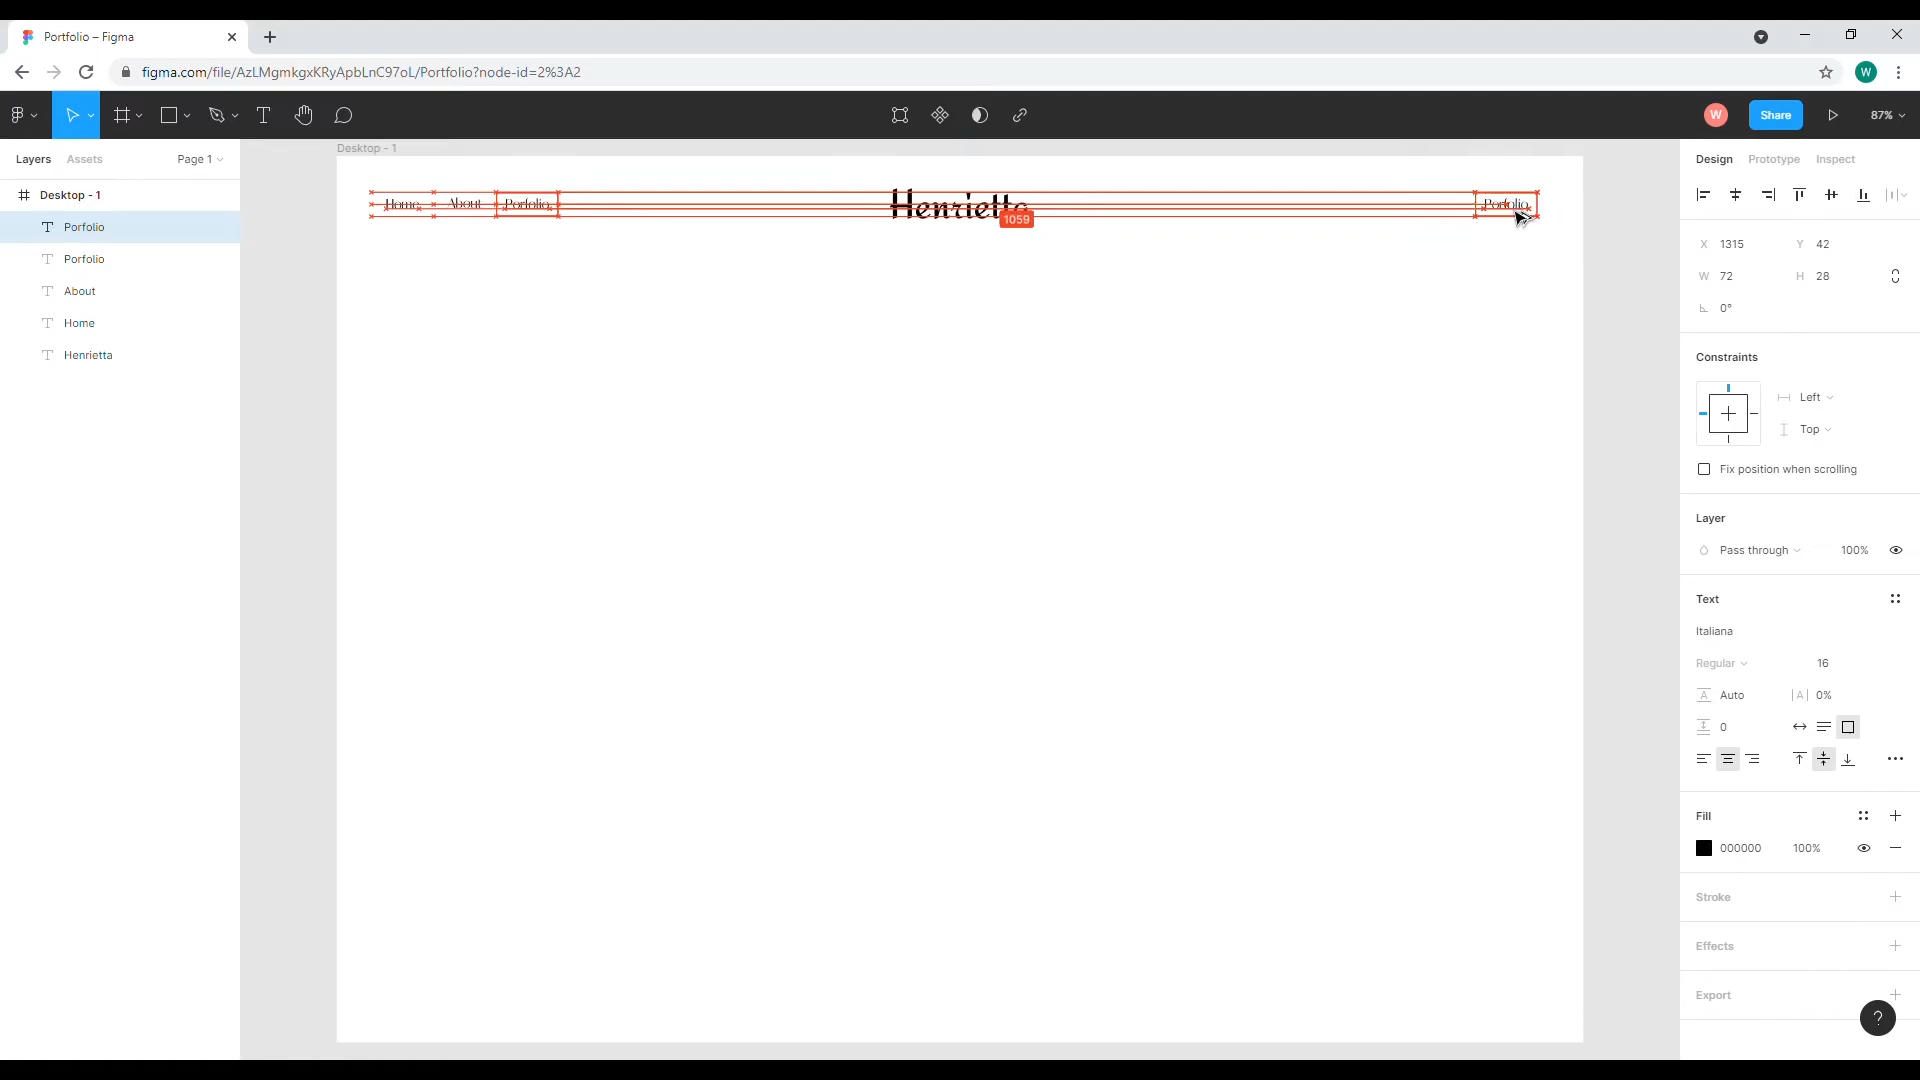 Portfolio – Figma
figma.com/file/AzLMgmkgxKRyApbLnC97oL/Portfolio?node-id=2%3A2
W
W
Share
87%
Layers
Assets
Page 1
Desktop - 1
Porfolio
Porfolio
About
Home
Henrietta
Desktop - 1
Home
About
Porfolio
Henrietta
1059
Porfolio
Design
Prototype
Inspect
X 1315
Y 42
W 72
H 28
0°
Constraints
Left
Top
Fix position when scrolling
Layer
Pass through
100%
Text
Italiana
Regular
16
A Auto
|A| 0%
0
Fill
000000
100%
Stroke
Effects
Export
?